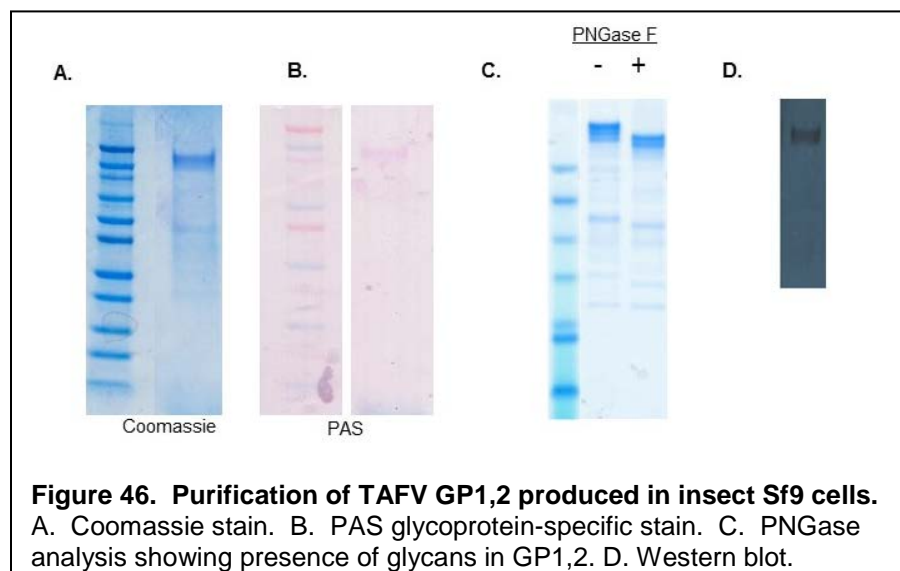 PNGase F
A. B. C. - + D.
Coomassie PAS
Figure 46. Purification of TAFV GP1,2 produced in insect Sf9 cells.
A. Coomassie stain. B. PAS glycoprotein-specific stain. C. PNGase
analysis showing presence of glycans in GP1,2. D. Western blot.